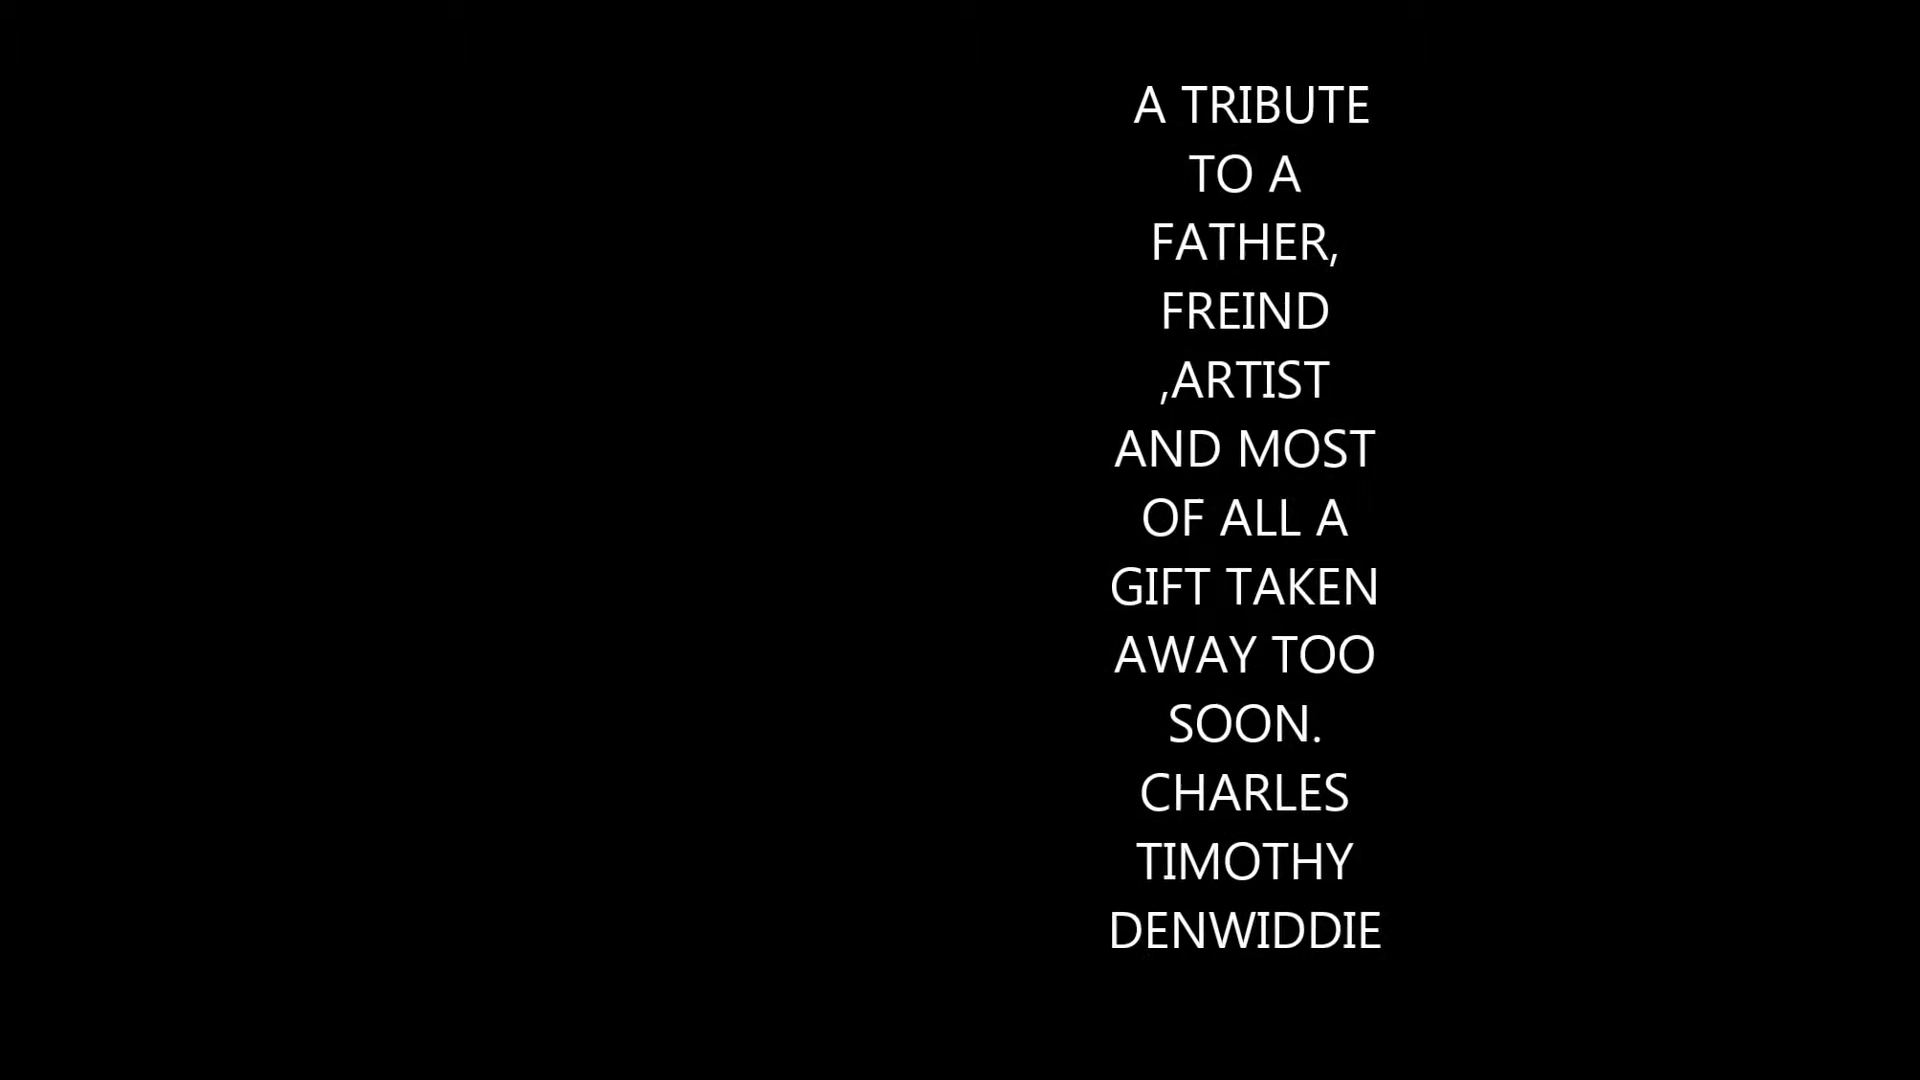 A TRIBUTE
TO A
FATHER,
FREIND
,ARTIST
AND MOST
OF ALL A
GIFT TAKEN
AWAY TOO
SOON.
CHARLES
TIMOTHY
DENWIDDIE